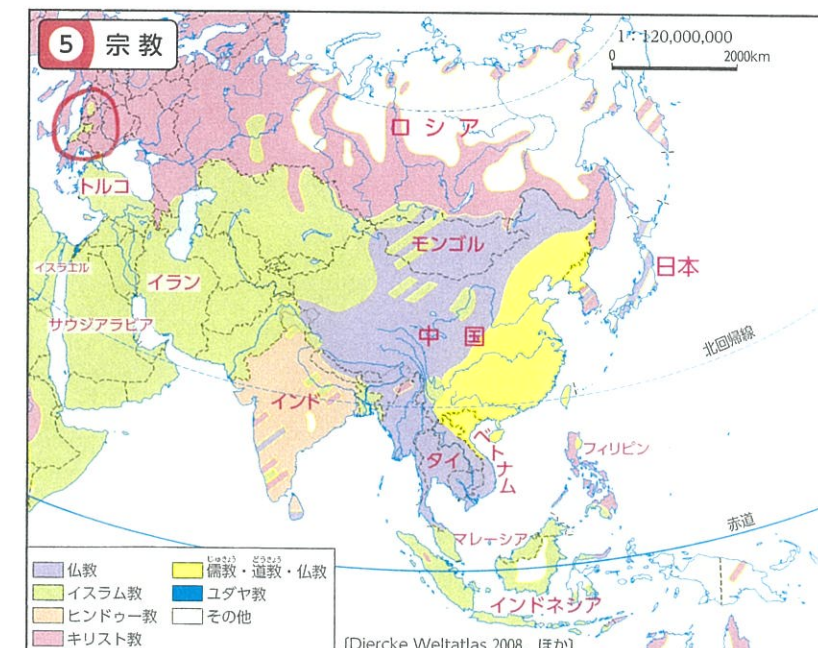 5 宗教
1:120,000,000
0 2000km
ロシア
トルコ
モンゴル
日本
イスラエル
イラン
サウジアラビア
中国
北回帰線
インド
ベトナム
タイ
フィリピン
赤道
マレーシア
インドネシア
仏教
イスラム教
ヒンドゥー教
キリスト教
じゅきょう どうきょう
儒教・道教・仏教
ユダヤ教
その他
〔Diercke Weltatlas 2008、ほか〕